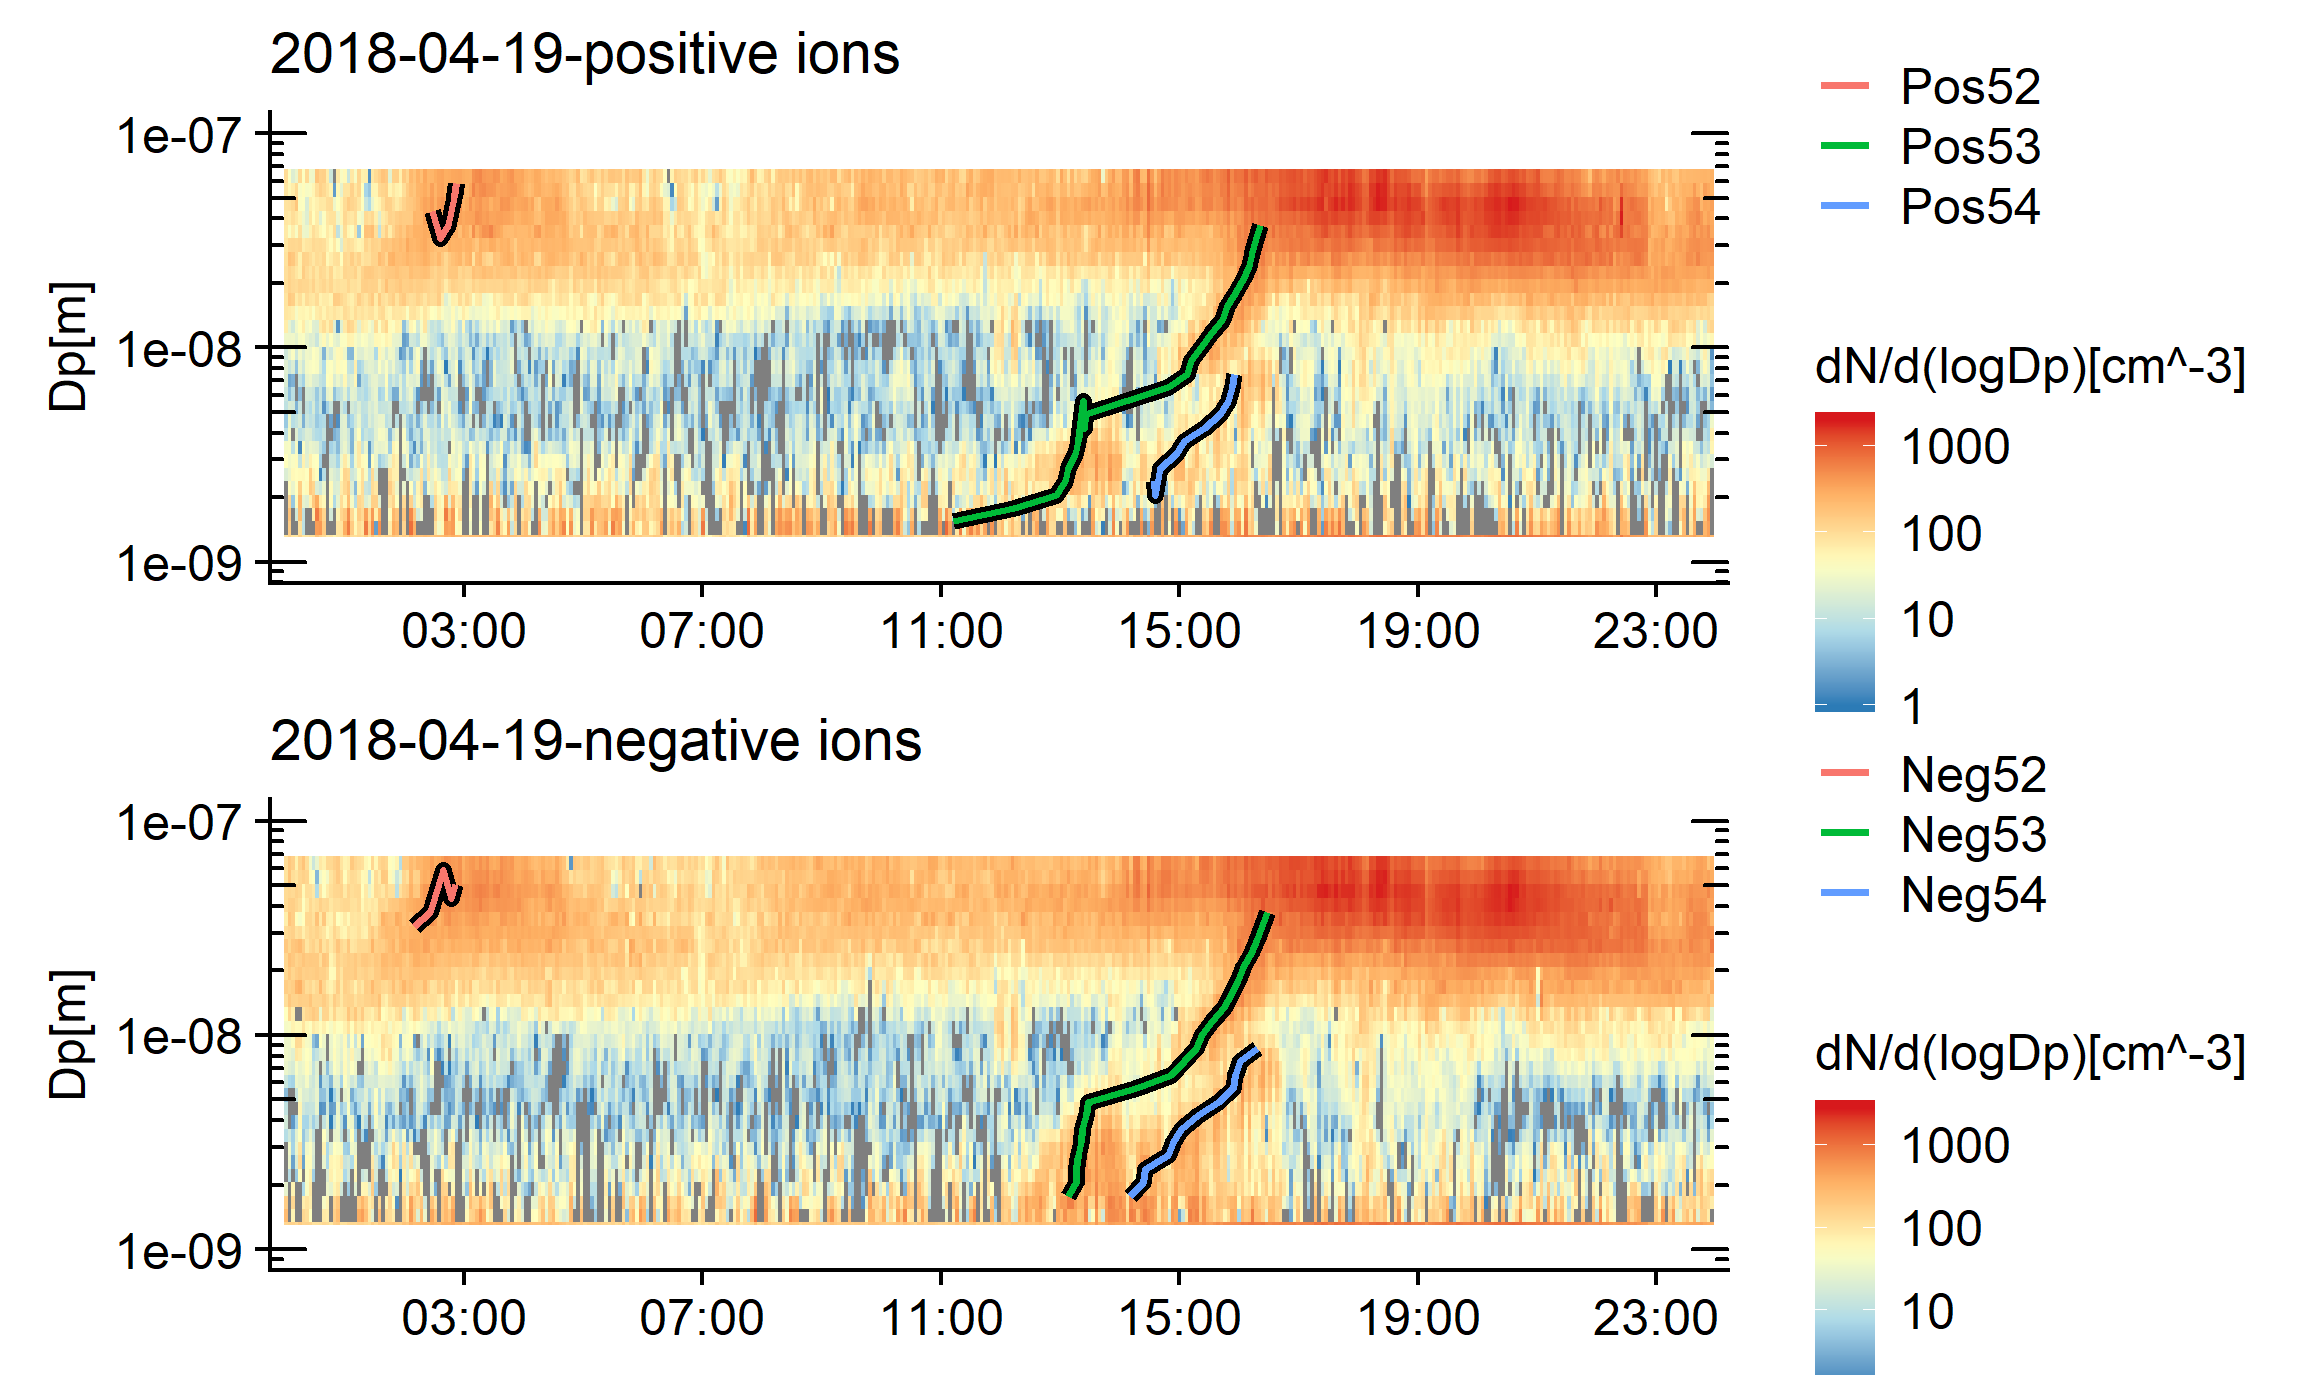 2018-04-19-positive ions
Dp[m]
1e-07
1e-08
1e-09
03:00 07:00 11:00 15:00 19:00 23:00
Pos52
Pos53
Pos54
dN/d(logDp)[cm^-3]
1000
100
10
1
2018-04-19-negative ions
Dp[m]
1e-07
1e-08
1e-09
03:00 07:00 11:00 15:00 19:00 23:00
Neg52
Neg53
Neg54
dN/d(logDp)[cm^-3]
1000
100
10